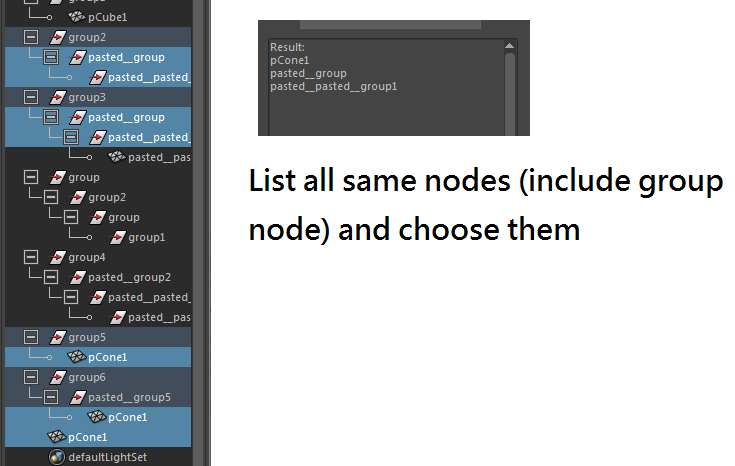 pCube1
group2
pasted__group
pasted__pasted_
group3
pasted__group
pasted__pasted_
pasted__pas
group
group2
group
group1
group4
pasted__group2
pasted__pasted_
pasted__pas
group5
pCone1
group6
pasted__group5
pCone1
pCone1
defaultLightSet
Result:
pCone1
pasted__group
pasted__pasted__group1
List all same nodes (include group
node) and choose them